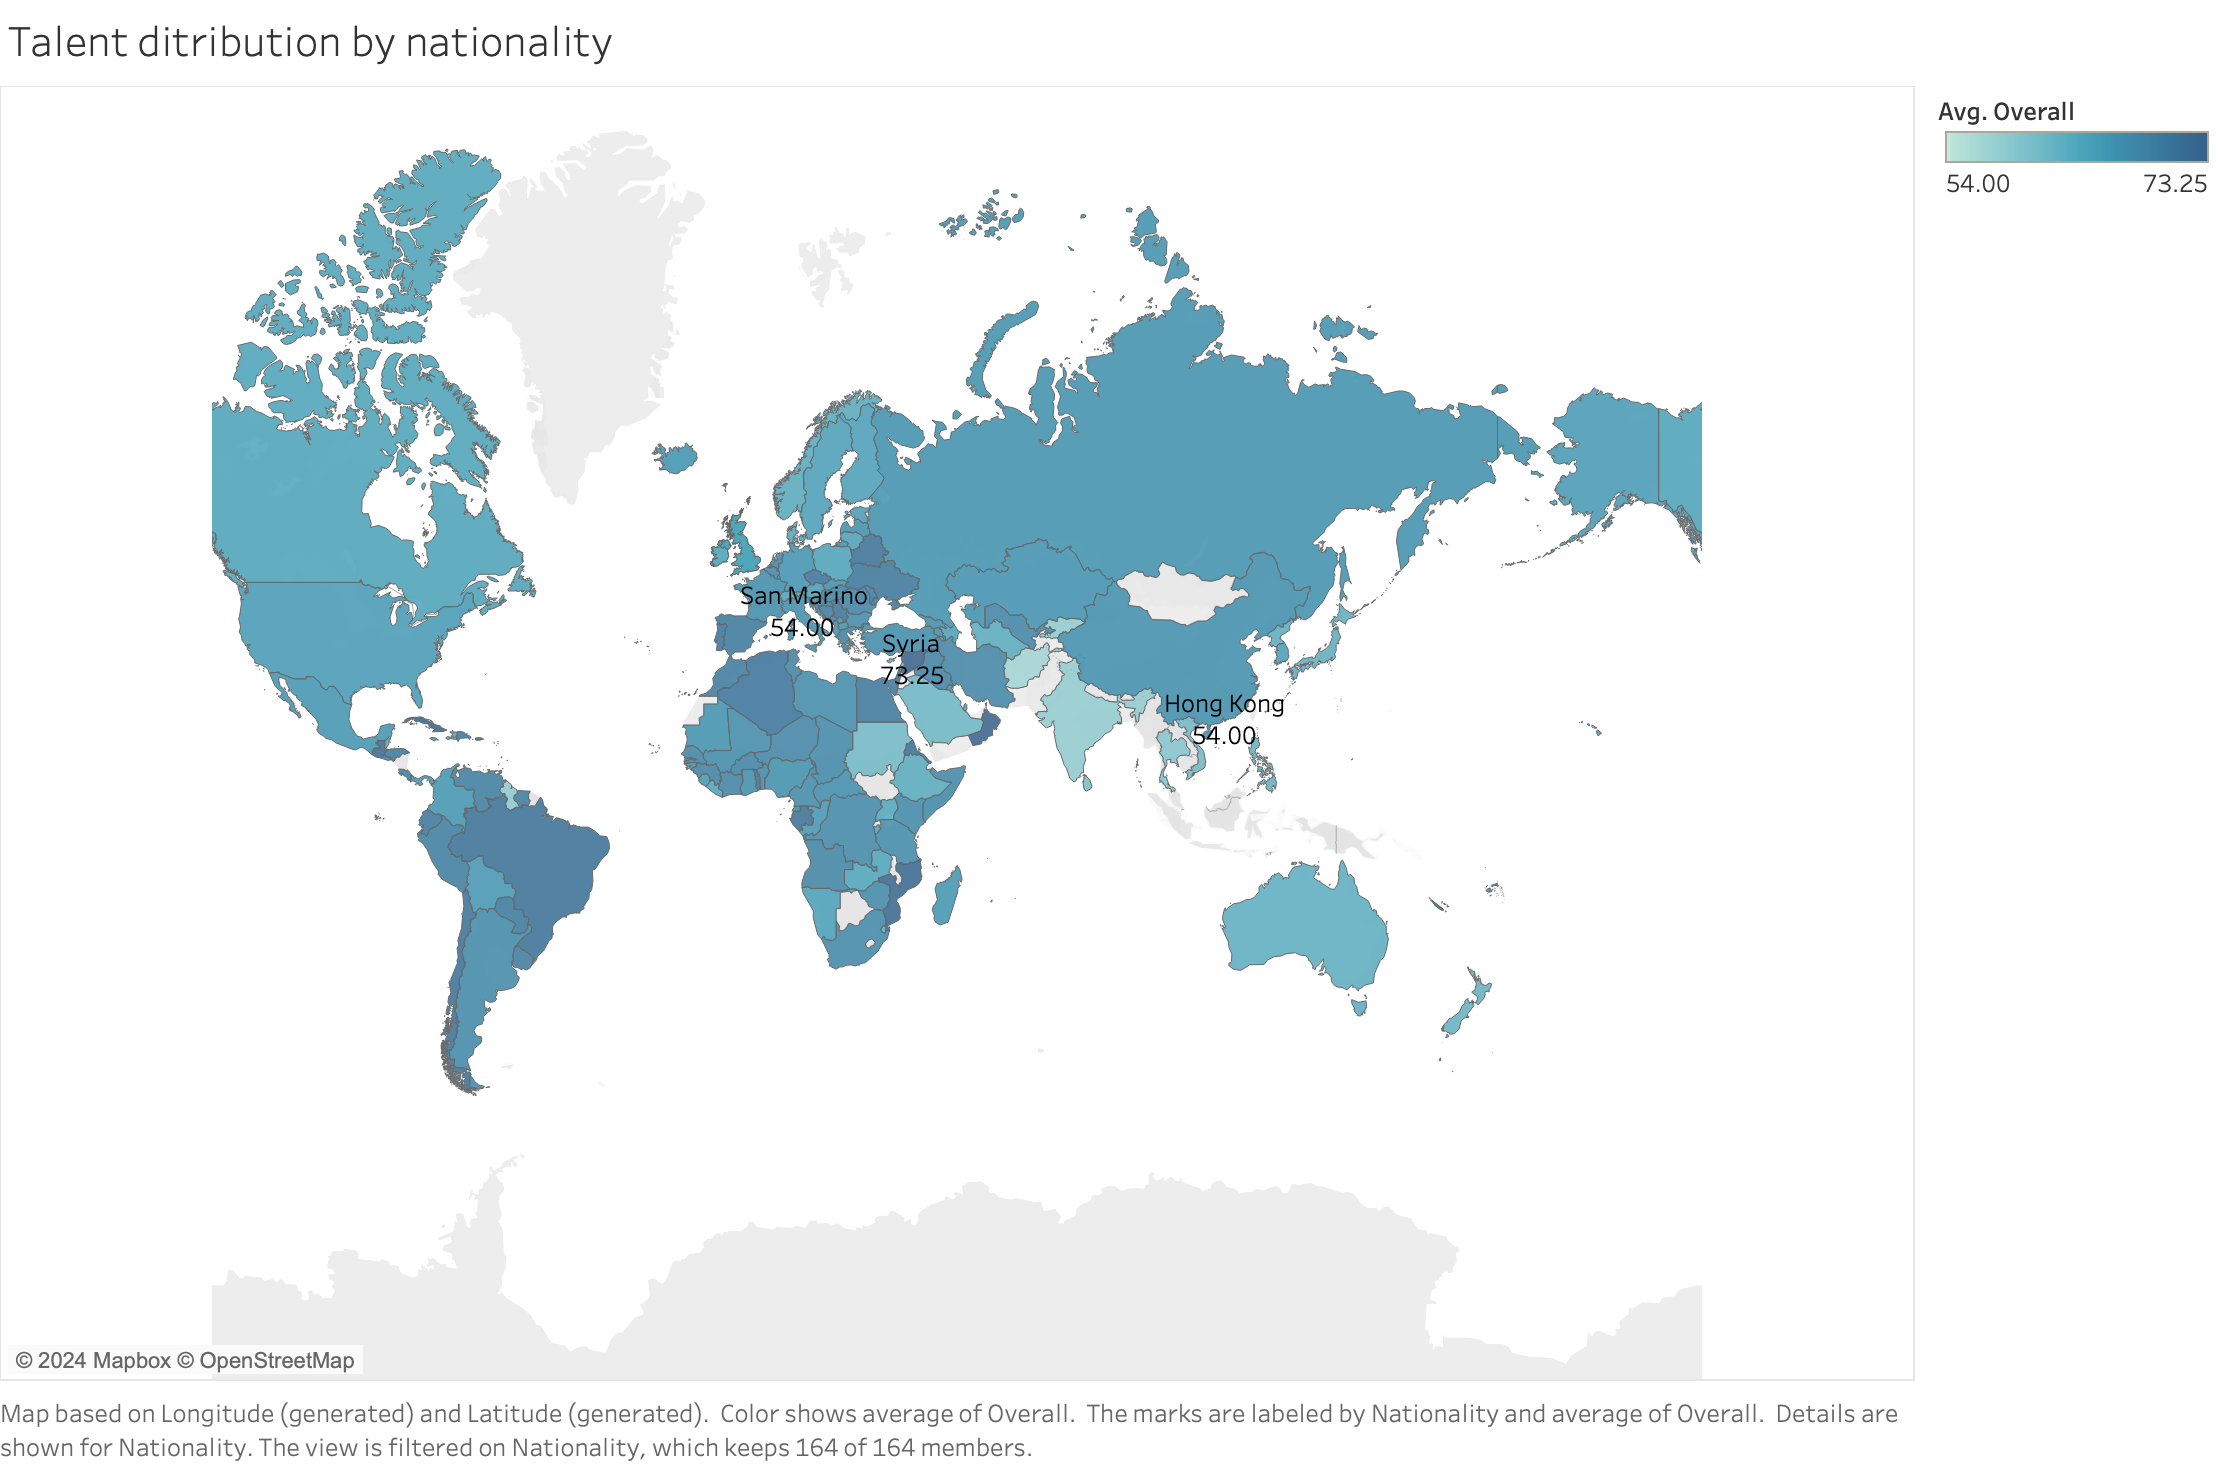 Talent ditribution by nationality
Avg. Overall
54.00 73.25
San Marino
54.00
Syria
73.25
Hong Kong
54.00
© 2024 Mapbox © OpenStreetMap
Map based on Longitude (generated) and Latitude (generated).  Color shows average of Overall.  The marks are labeled by Nationality and average of Overall.  Details are
shown for Nationality. The view is filtered on Nationality, which keeps 164 of 164 members.